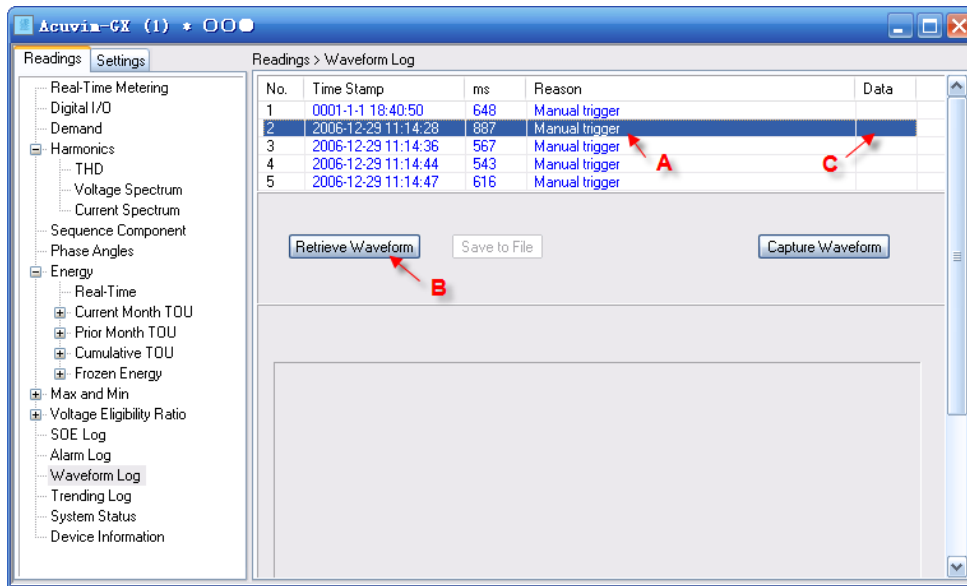 Acuvim-GX (1) * ○○●
Readings Settings
Readings > Waveform Log
Real-Time Metering
Digital I/O
Demand
Harmonics
THD
Voltage Spectrum
Current Spectrum
Sequence Component
Phase Angles
Energy
Real-Time
Current Month TOU
Prior Month TOU
Cumulative TOU
Frozen Energy
Max and Min
Voltage Eligibility Ratio
SOE Log
Alarm Log
Waveform Log
Trending Log
System Status
Device Information
No. Time Stamp ms Reason Data
1 0001-1-1 18:40:50 648 Manual trigger
2 2006-12-29 11:14:28 887 Manual trigger
3 2006-12-29 11:14:36 567 Manual trigger
4 2006-12-29 11:14:44 543 Manual trigger
5 2006-12-29 11:14:47 616 Manual trigger
A
C
Retrieve Waveform Save to File Capture Waveform
B